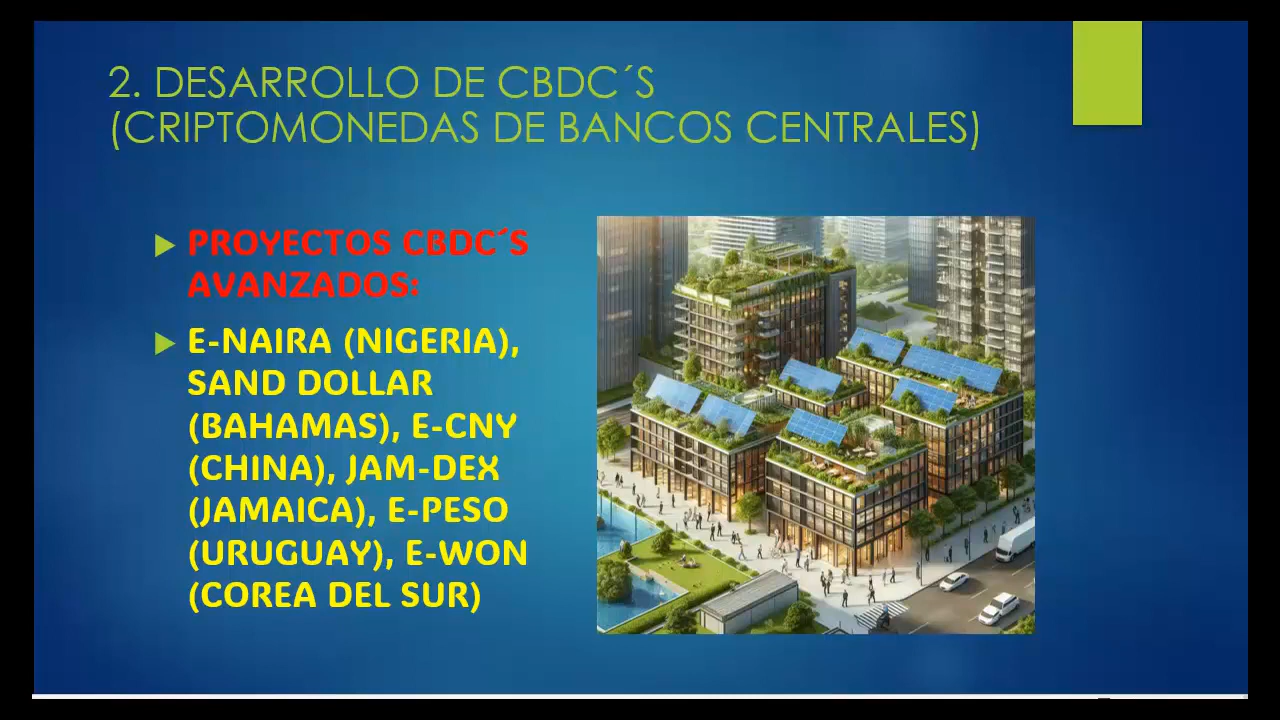 2. DESARROLLO DE CBDC´S
(CRIPTOMONEDAS DE BANCOS CENTRALES)
PROYECTOS CBDC´S
AVANZADOS:
E-NAIRA (NIGERIA),
SAND DOLLAR
(BAHAMAS), E-CNY
(CHINA), JAM-DEX
(JAMAICA), E-PESO
(URUGUAY), E-WON
(COREA DEL SUR)